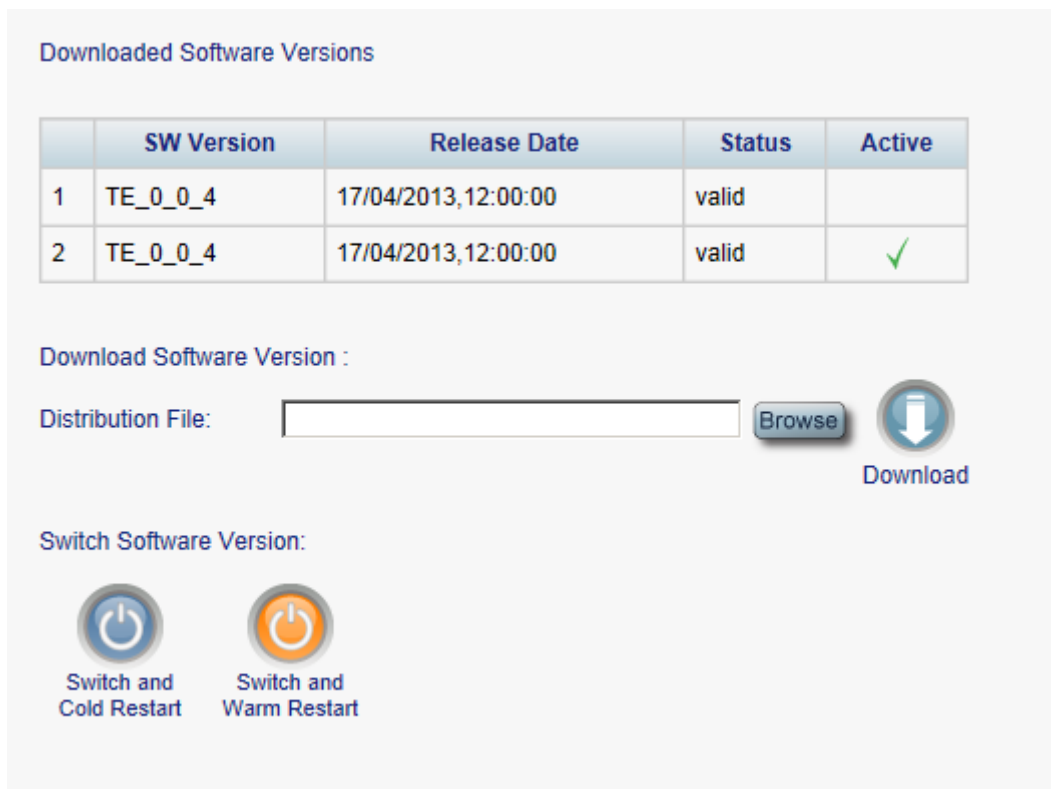 Downloaded Software Versions
SW Version Release Date Status Active
1 TE_0_0_4 17/04/2013,12:00:00 valid
2 TE_0_0_4 17/04/2013,12:00:00 valid
Download Software Version :
Distribution File: Browse
Download
Switch Software Version:
Switch and Switch and
Cold Restart Warm Restart